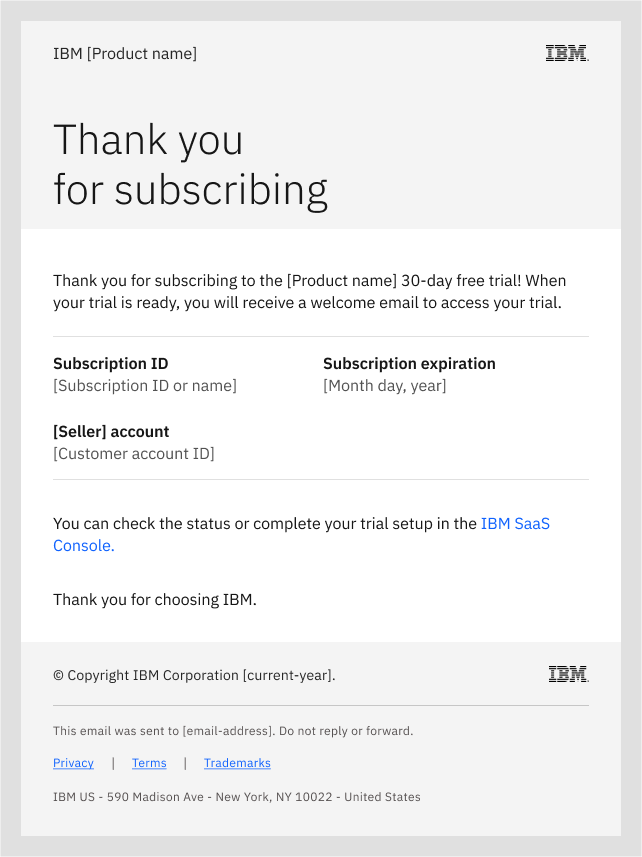 IBM [Product name]
IBM
Thank you
for subscribing
Thank you for subscribing to the [Product name] 30-day free trial! When
your trial is ready, you will receive a welcome email to access your trial.
Subscription ID
Subscription expiration
[Subscription ID or name]
[Month day, year]
[Seller] account
[Customer account ID]
You can check the status or complete your trial setup in the IBM SaaS
Console.
Thank you for choosing IBM.
© Copyright IBM Corporation [current-year].
IBM
This email was sent to [email-address]. Do not reply or forward.
Privacy | Terms | Trademarks
IBM US - 590 Madison Ave - New York, NY 10022 - United States